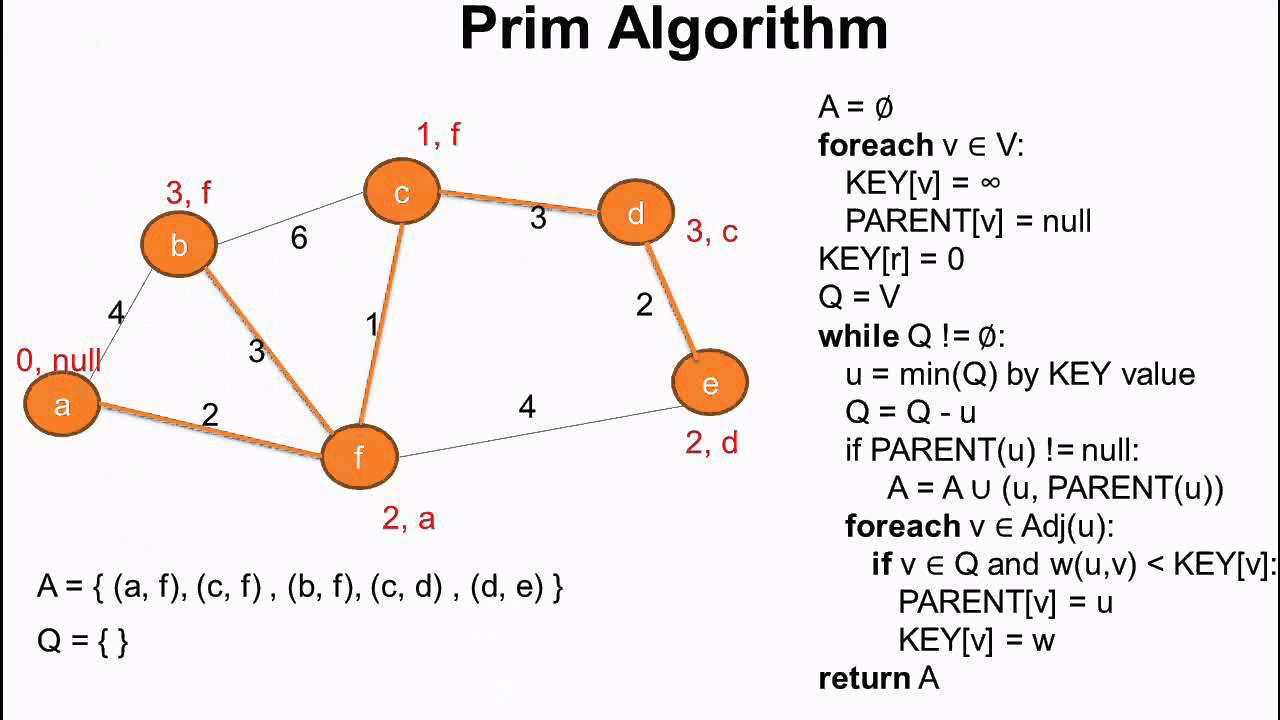 Prim Algorithm
1, f
3, f
c
d
3, c
b
6
3
4
2
1
3
0, null
a
2
4
e
f
2, d
2, a
A = { (a, f), (c, f) , (b, f), (c, d) , (d, e) }
Q = { }
A = ∅
foreach v ∈ V:
KEY[v] = ∞
PARENT[v] = null
KEY[r] = 0
Q = V
while Q != ∅:
u = min(Q) by KEY value
Q = Q - u
if PARENT(u) != null:
A = A ∪ (u, PARENT(u))
foreach v ∈ Adj(u):
if v ∈ Q and w(u,v) < KEY[v]:
PARENT[v] = u
KEY[v] = w
return A